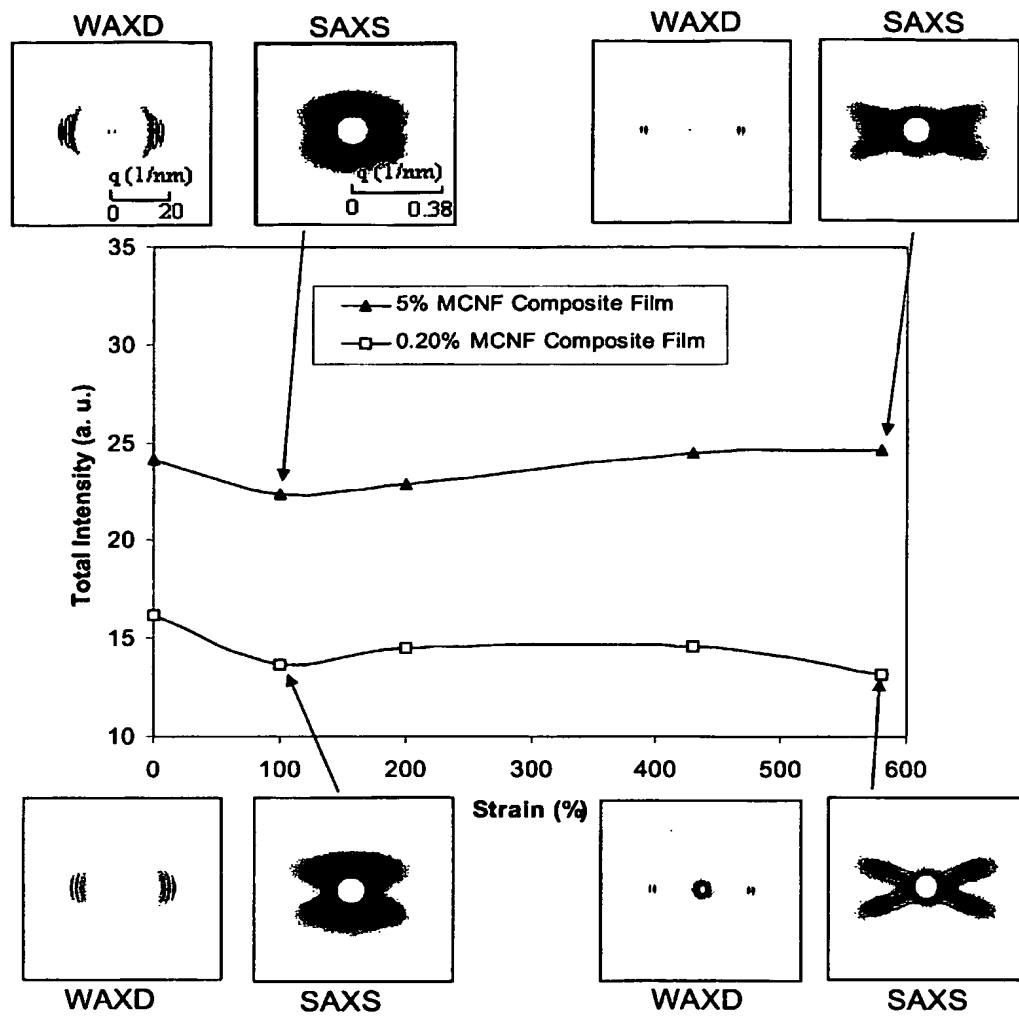 WAXD
SAXS
WAXD
SAXS
q (1/nm)
0 20
q (1/nm)
0 0.38
35
30
25
20
15
10
Total Intensity (a. u.)
5% MCNF Composite Film
0.20% MCNF Composite Film
0 100 200 300 400 500 600
Strain (%)
WAXD
SAXS
WAXD
SAXS